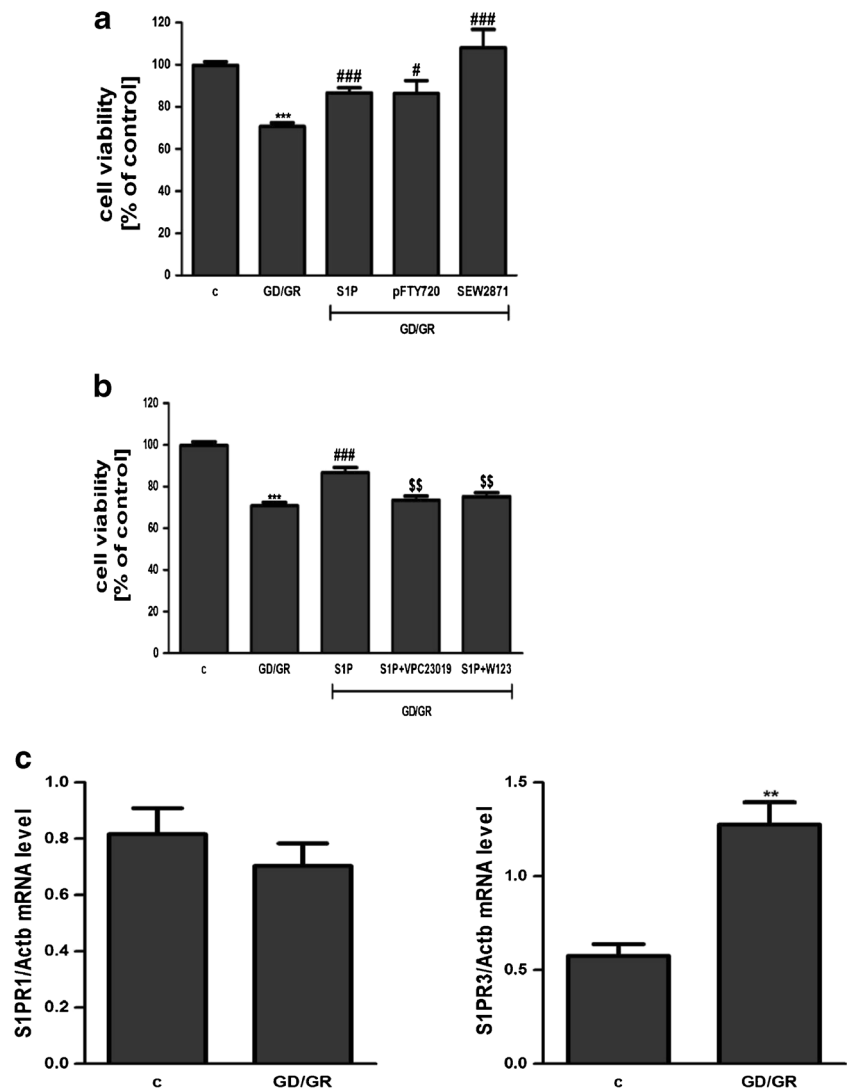 a
cell viability
[% of control]
120
100
80
60
40
20
0
***
###
#
###
c GD/GR S1P pFTY720 SEW2871
GD/GR
b
cell viability
[% of control]
120
100
80
60
40
20
0
***
###
$$
$$
c GD/GR S1P S1P+VPC23019 S1P+W123
GD/GR
c
S1PR1/Actb mRNA level
1.0
0.8
0.6
0.4
0.2
0.0
c GD/GR
S1PR3/Actb mRNA level
1.5
1.0
0.5
0.0
**
c GD/GR